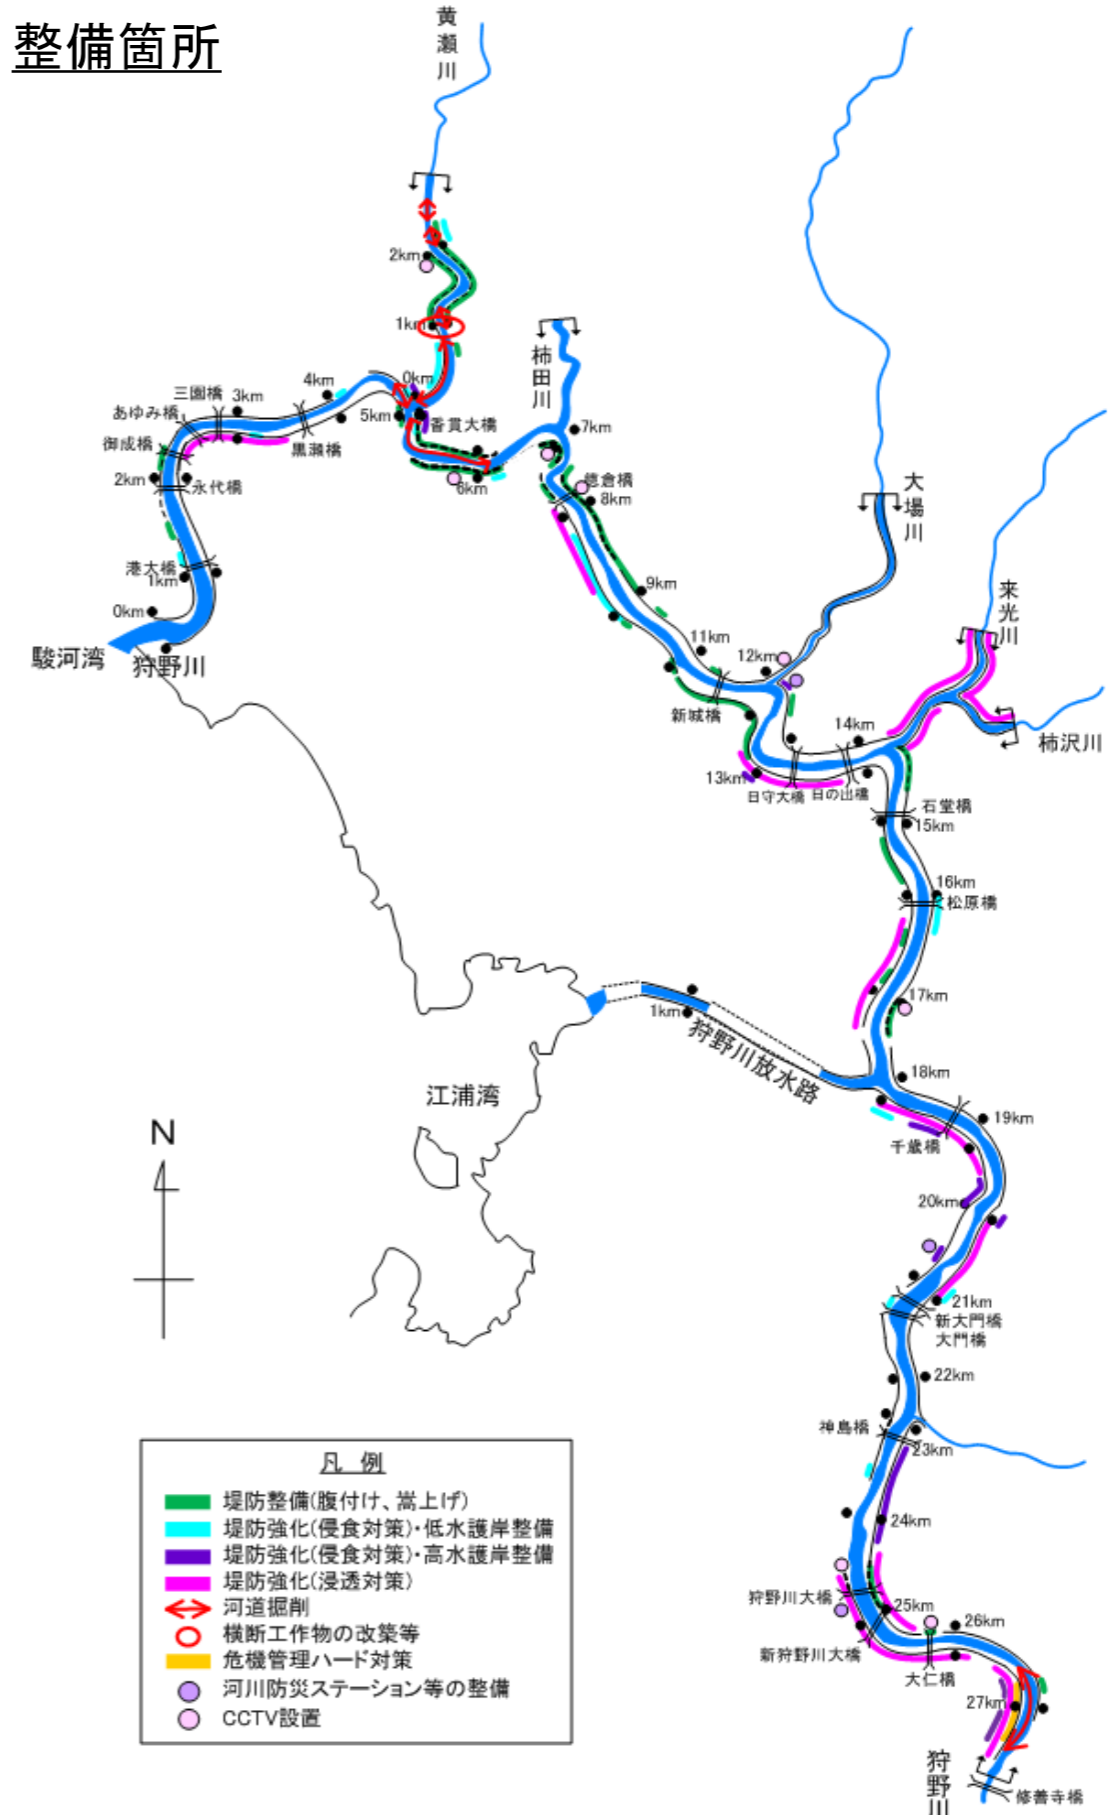 整備箇所
黄瀬川
2km
1km
0km
柿田川
三園橋
3km
4km
あゆみ橋
御成橋
黒瀬橋
5km
香貫大橋
6km
7km
2km
永代橋
徳倉橋
8km
港大橋
1km
0km
駿河湾
狩野川
9km
大場川
来光川
11km
12km
新城橋
14km
柿沢川
13km
日守大橋
日の出橋
石堂橋
15km
16km
松原橋
17km
1km
狩野川放水路
18km
江浦湾
19km
千歳橋
N
20km
21km
新大門橋
大門橋
22km
神島橋
23km
24km
狩野川大橋
25km
26km
新狩野川大橋
大仁橋
27km
狩野川
修善寺橋
凡 例
堤防整備(腹付け、嵩上げ)
堤防強化(侵食対策)・低水護岸整備
堤防強化(侵食対策)・高水護岸整備
堤防強化(浸透対策)
河道掘削
横断工作物の改築等
危機管理ハード対策
河川防災ステーション等の整備
CCTV設置